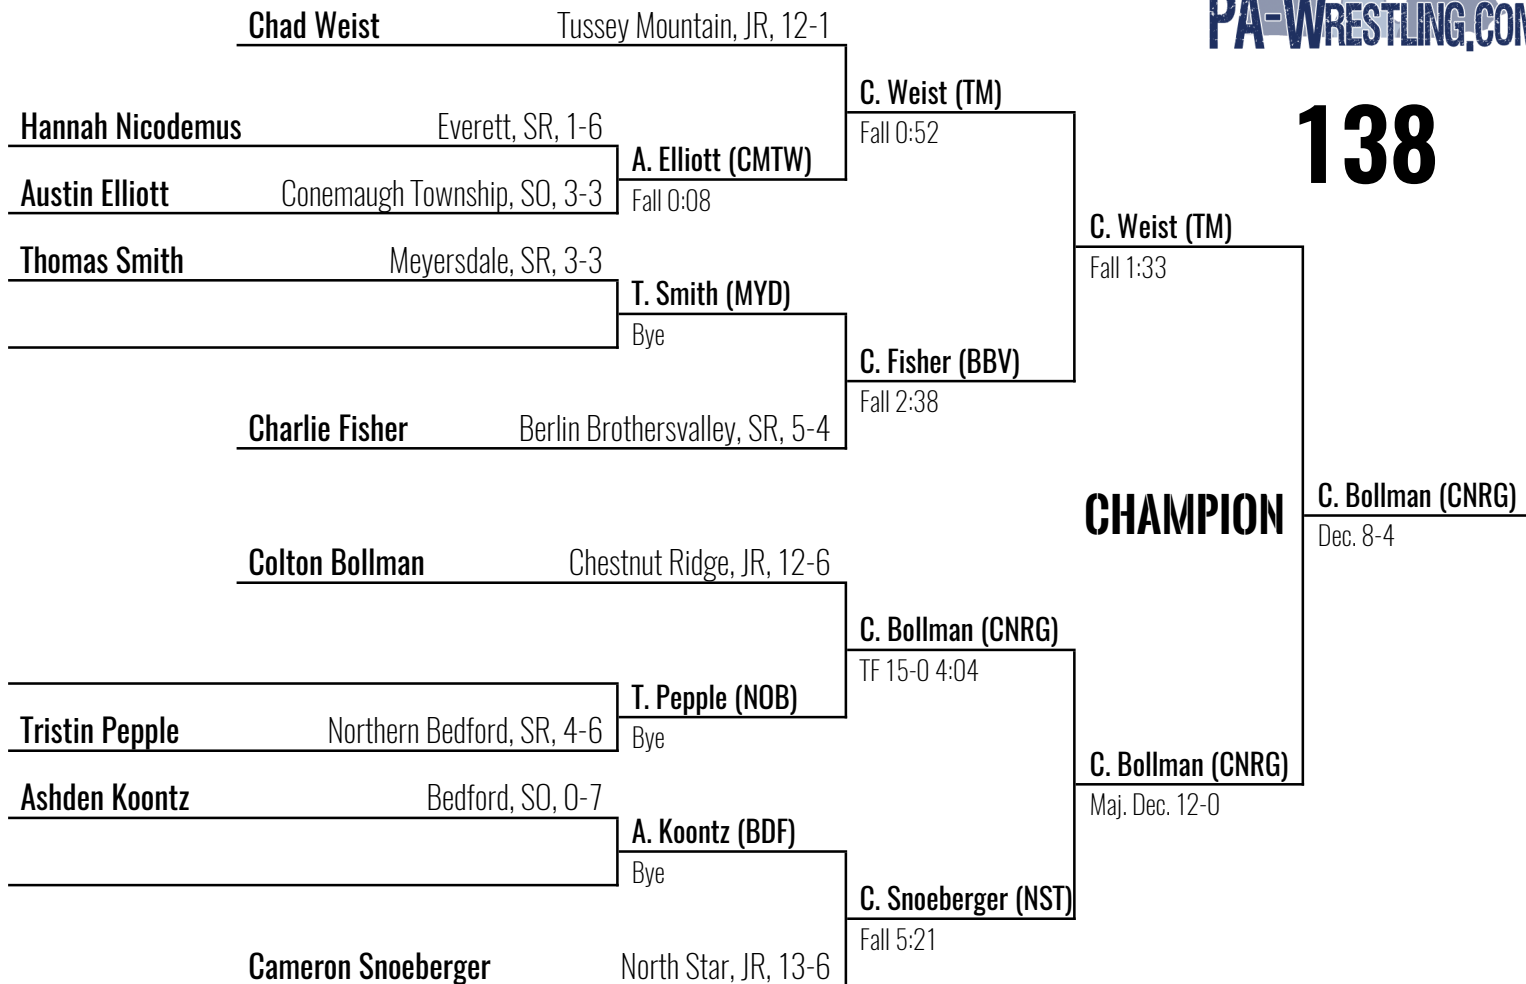 Chad Weist Tussey Mountain, JR, 12-1
PA-WRESTLING.COM
C. Weist (TM)
Fall 0:52
138
Hannah Nicodemus Everett, SR, 1-6
A. Elliott (CMTW)
Fall 0:08
Austin Elliott Conemaugh Township, SO, 3-3
C. Weist (TM)
Fall 1:33
Thomas Smith Meyersdale, SR, 3-3
T. Smith (MYD)
Bye
C. Fisher (BBV)
Fall 2:38
Charlie Fisher Berlin Brothersvalley, SR, 5-4
CHAMPION
C. Bollman (CNRG)
Dec. 8-4
Colton Bollman Chestnut Ridge, JR, 12-6
C. Bollman (CNRG)
TF 15-0 4:04
T. Pepple (NOB)
Bye
Tristin Pepple Northern Bedford, SR, 4-6
C. Bollman (CNRG)
Maj. Dec. 12-0
Ashden Koontz Bedford, SO, 0-7
A. Koontz (BDF)
Bye
C. Snoeberger (NST)
Fall 5:21
Cameron Snoeberger North Star, JR, 13-6